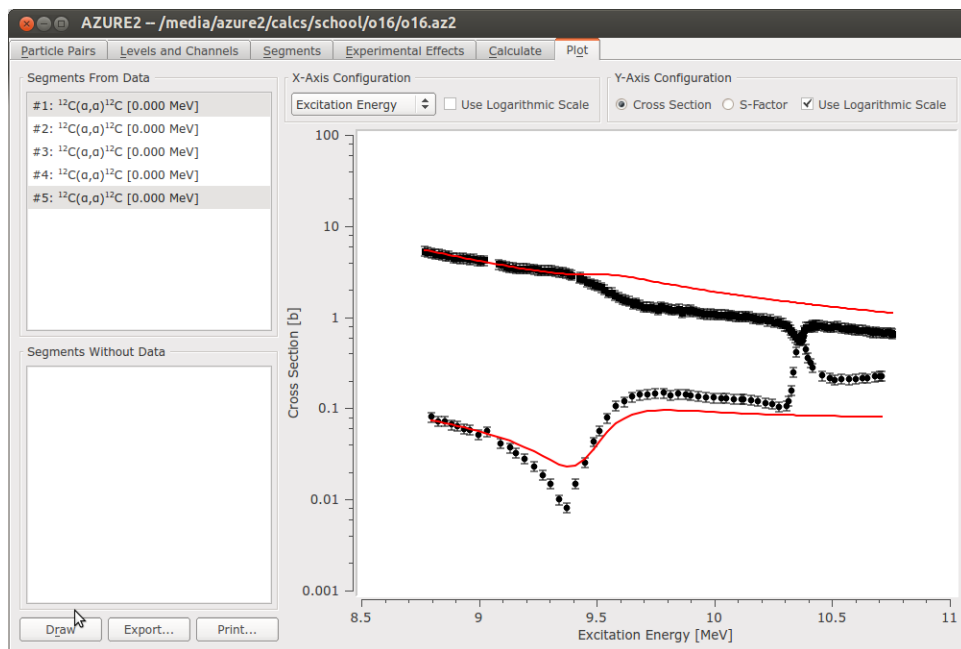 AZURE2 – /media/azure2/calcs/school/o16/o16.az2
Particle Pairs Levels and Channels Segments Experimental Effects Calculate Plot
Segments From Data
#1: ¹²C(α,α)¹²C [0.000 MeV]
#2: ¹²C(α,α)¹²C [0.000 MeV]
#3: ¹²C(α,α)¹²C [0.000 MeV]
#4: ¹²C(α,α)¹²C [0.000 MeV]
#5: ¹²C(α,α)¹²C [0.000 MeV]
Segments Without Data
Draw Export... Print...
X-Axis Configuration
Excitation Energy Use Logarithmic Scale
Y-Axis Configuration
Cross Section S-Factor Use Logarithmic Scale
Cross Section [b]
100
10
1
0.1
0.01
0.001
8.5 9 9.5 10 10.5 11
Excitation Energy [MeV]